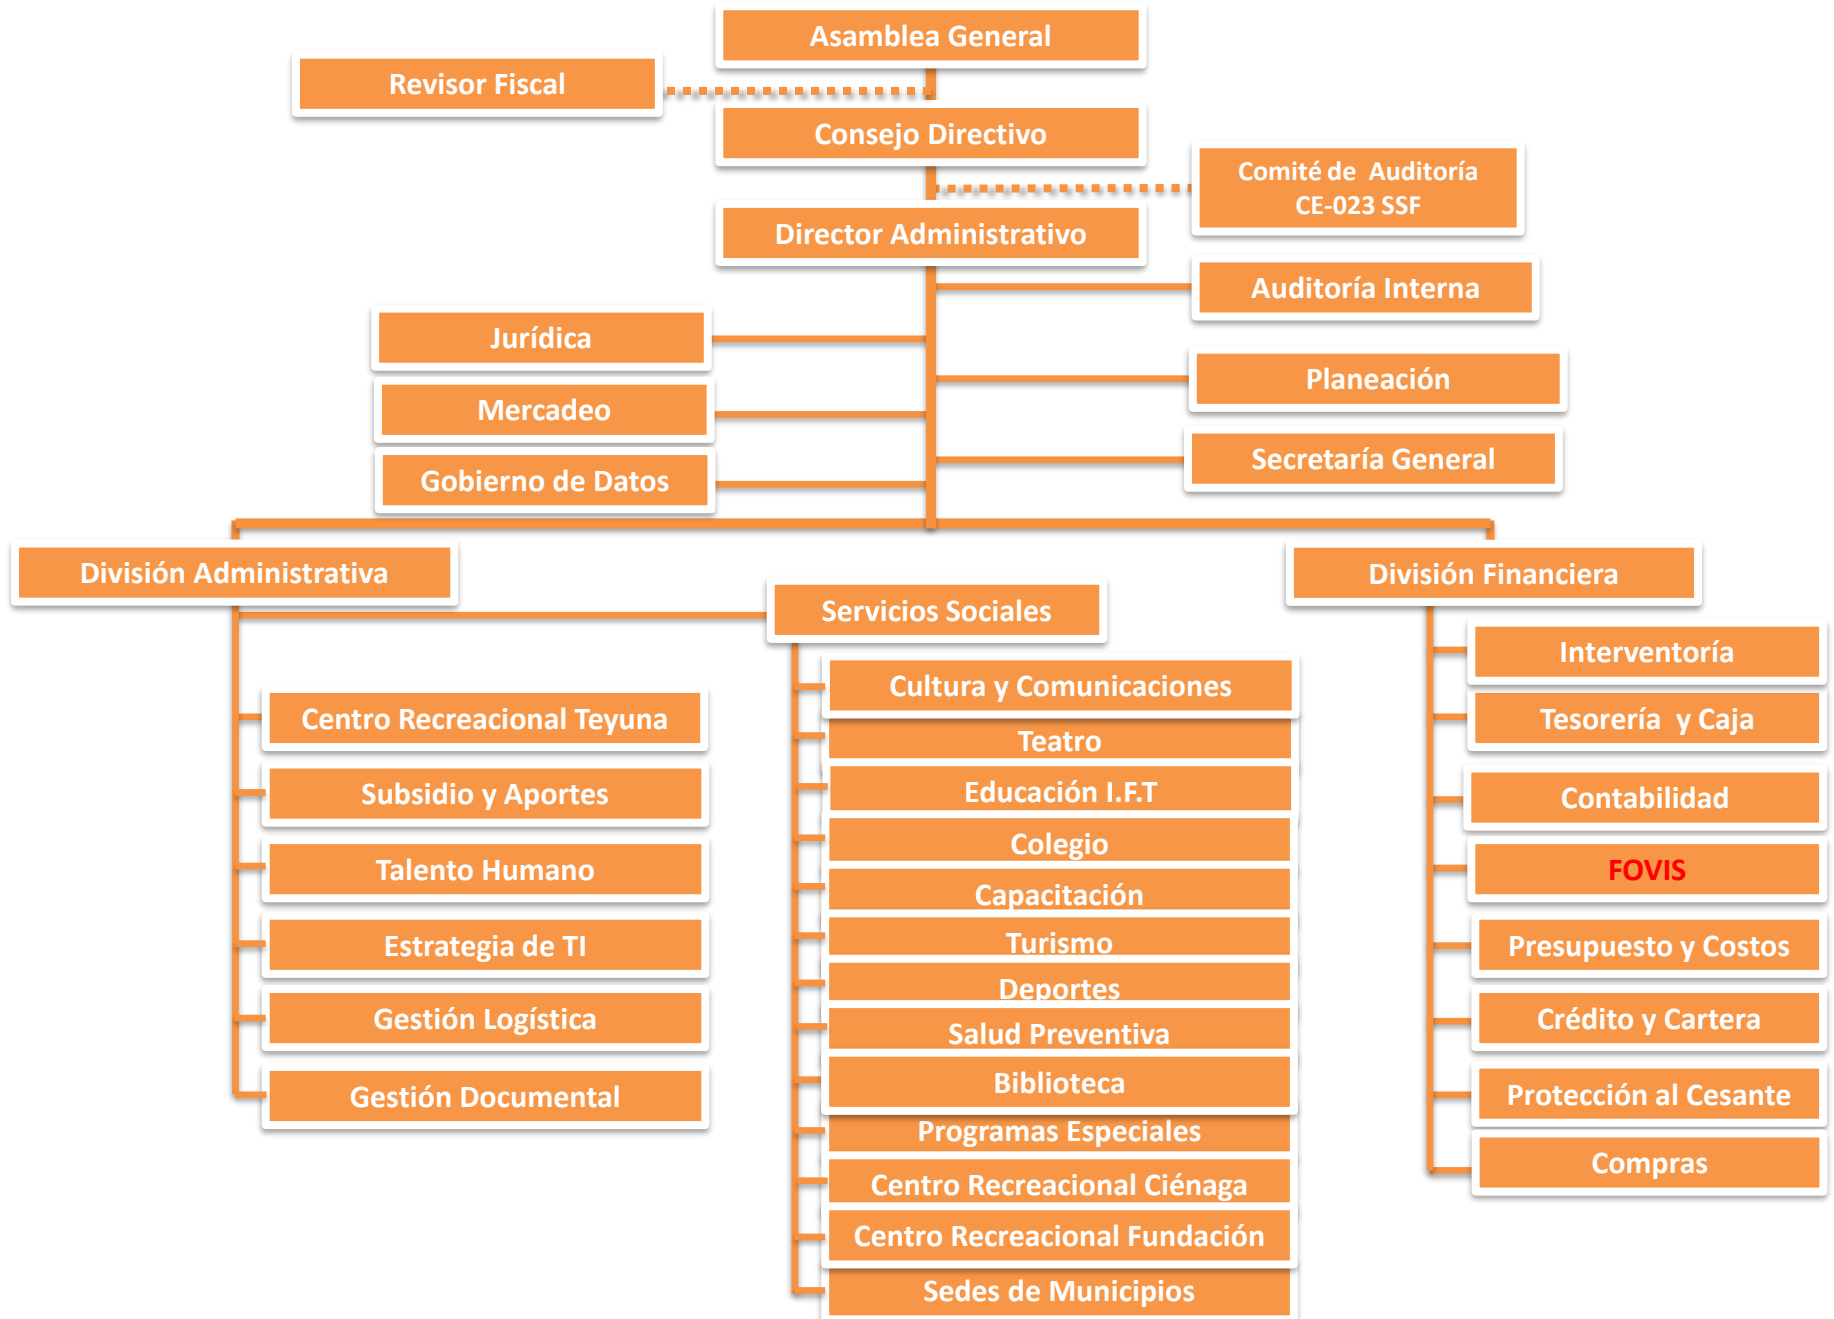 Asamblea General
Revisor Fiscal
Consejo Directivo
Comité de Auditoría
CE-023 SSF
Director Administrativo
Auditoría Interna
Jurídica
Planeación
Mercadeo
Secretaría General
Gobierno de Datos
División Administrativa
Servicios Sociales
División Financiera
Centro Recreacional Teyuna
Subsidio y Aportes
Talento Humano
Estrategia de TI
Gestión Logística
Gestión Documental
Cultura y Comunicaciones
Teatro
Educación I.F.T
Colegio
Capacitación
Turismo
Deportes
Salud Preventiva
Biblioteca
Programas Especiales
Centro Recreacional Ciénaga
Centro Recreacional Fundación
Sedes de Municipios
Interventoría
Tesorería y Caja
Contabilidad
FOVIS
Presupuesto y Costos
Crédito y Cartera
Protección al Cesante
Compras